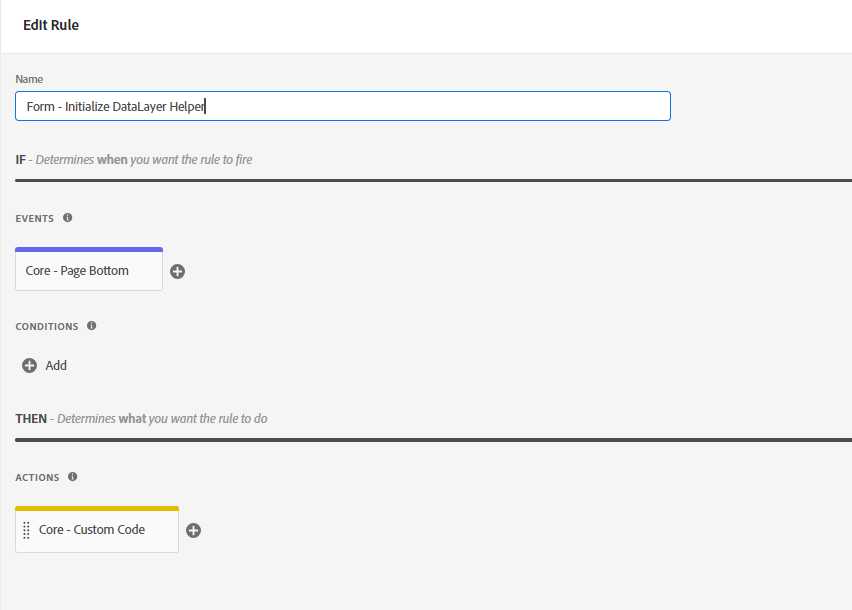 Edit Rule
Name
Form - Initialize DataLayer Helper
IF - Determines when you want the rule to fire
EVENTS
Core - Page Bottom
CONDITIONS
Add
THEN - Determines what you want the rule to do
ACTIONS
Core - Custom Code